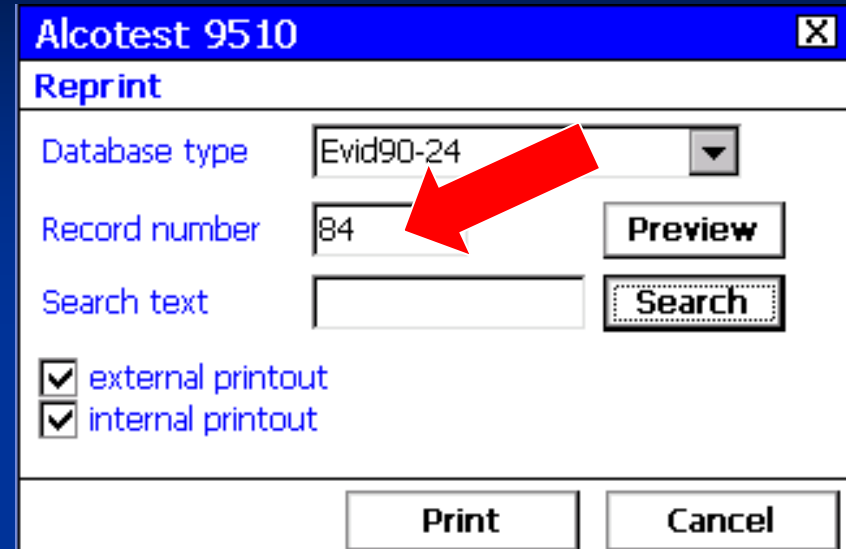 Alcotest 9510
Reprint
Database type Evid90-24
Record number 84 Preview
Search text Search
external printout
internal printout
Print Cancel